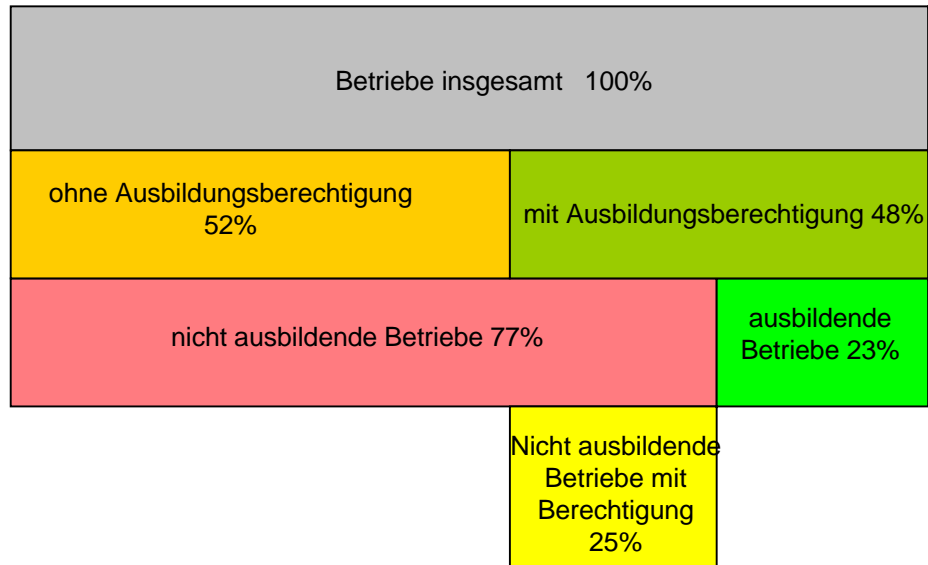 Betriebe insgesamt 100%
ohne Ausbildungsberechtigung
52%
mit Ausbildungsberechtigung 48%
nicht ausbildende Betriebe 77%
ausbildende
Betriebe 23%
Nicht ausbildende
Betriebe mit
Berechtigung
25%